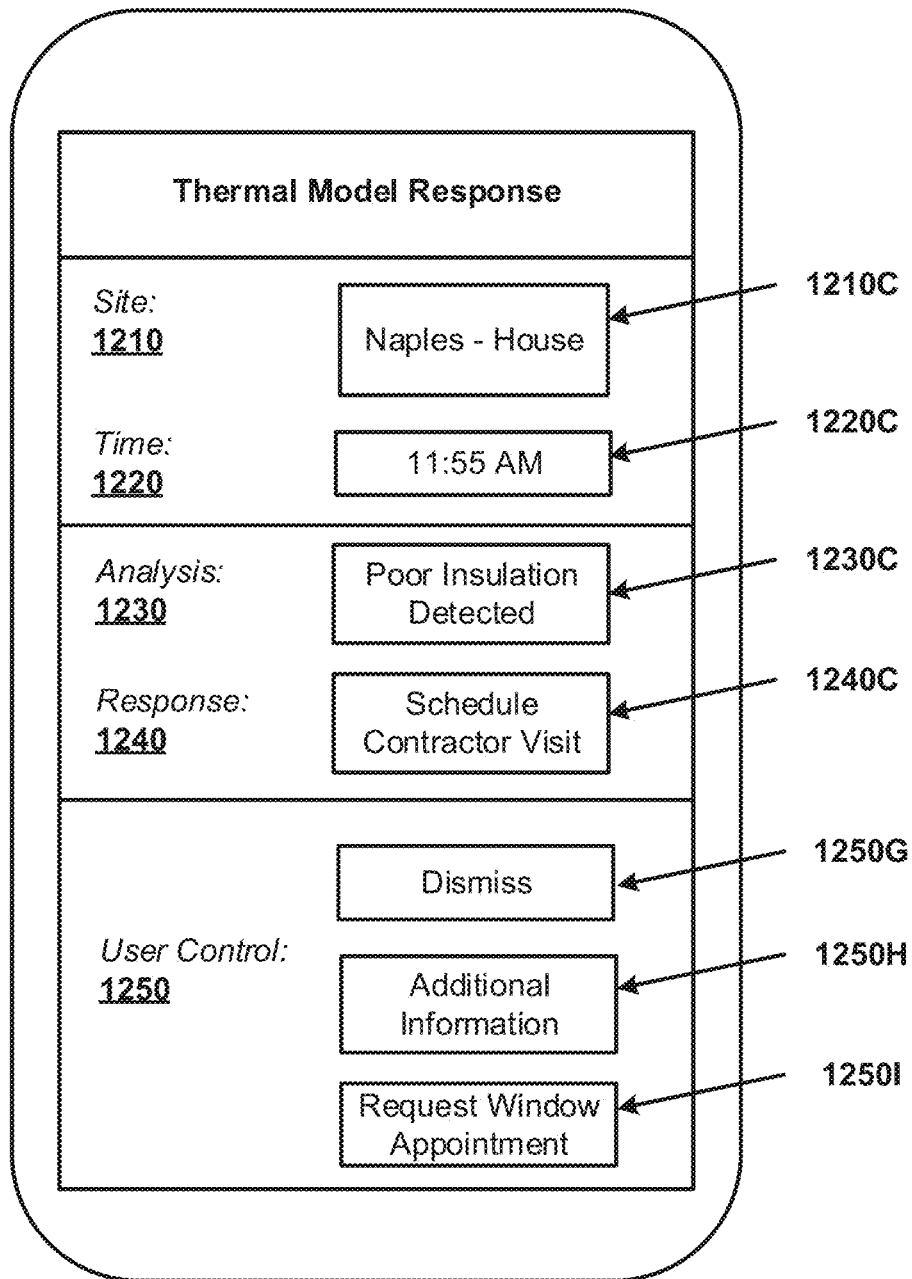 Thermal Model Response
Site:
1210
Naples - House
1210C
Time:
1220
11:55 AM
1220C
Analysis:
1230
Poor Insulation
Detected
1230C
Response:
1240
Schedule
Contractor Visit
1240C
User Control:
1250
Dismiss
1250G
Additional
Information
1250H
Request Window
Appointment
1250I